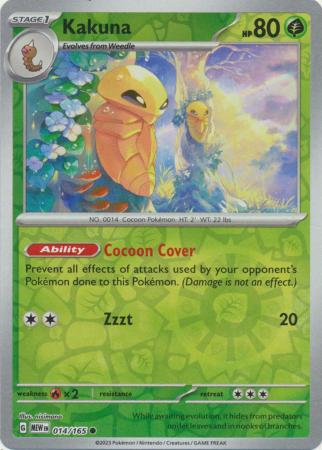 STAGE 1
Kakuna
HP 80
Evolves from Weedle
NO. 0014 Cocoon Pokémon HT: 2' WT: 22 lbs
Ability Cocoon Cover
Prevent all effects of attacks used by your opponent's
Pokémon done to this Pokémon. (Damage is not an effect.)
Zzzt 20
weakness ×2 resistance retreat
Illus. nisimono
G MEW EN 014/165
While awaiting evolution, it hides from predators
under leaves and in nooks of branches.
©2023 Pokémon / Nintendo / Creatures / GAME FREAK